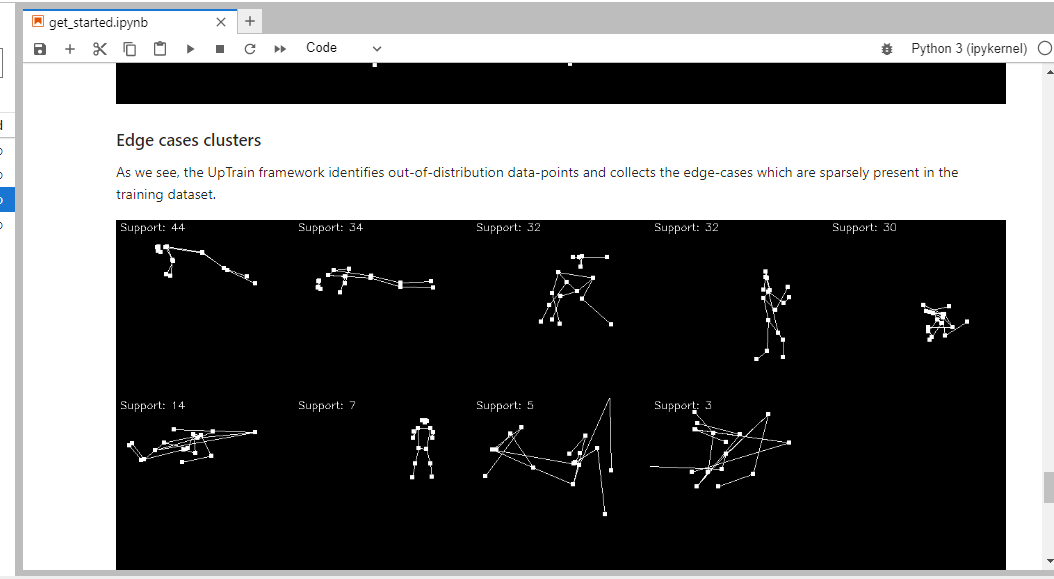 get_started.ipynb
Code
Python 3 (ipykernel)
Edge cases clusters
As we see, the UpTrain framework identifies out-of-distribution data-points and collects the edge-cases which are sparsely present in the
training dataset.
Support: 44
Support: 34
Support: 32
Support: 32
Support: 30
Support: 14
Support: 7
Support: 5
Support: 3